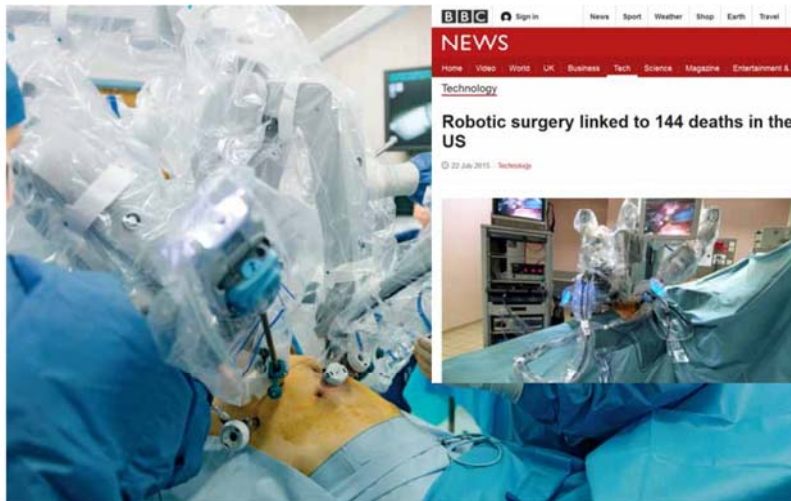 BBC Sign in News Sport Weather Shop Earth Travel
NEWS
Home Video World UK Business Tech Science Magazine Entertainment &
Technology
Robotic surgery linked to 144 deaths in the
US
22 July 2015 Technology